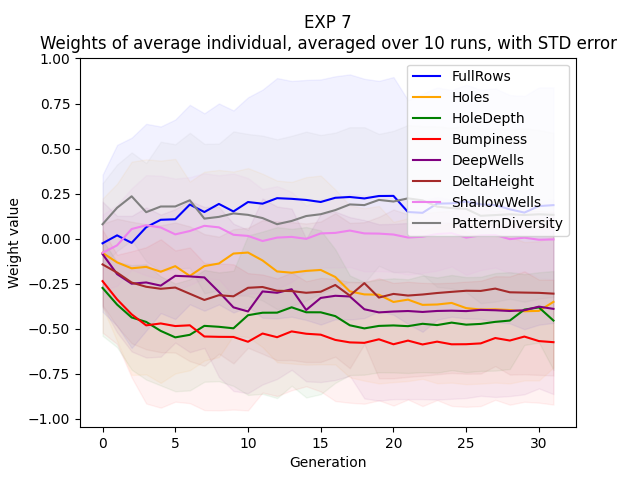 EXP 7
Weights of average individual, averaged over 10 runs, with STD error
1.00
0.75
0.50
0.25
0.00
−0.25
−0.50
−0.75
−1.00
Weight value
FullRows
Holes
HoleDepth
Bumpiness
DeepWells
DeltaHeight
ShallowWells
PatternDiversity
0 5 10 15 20 25 30
Generation